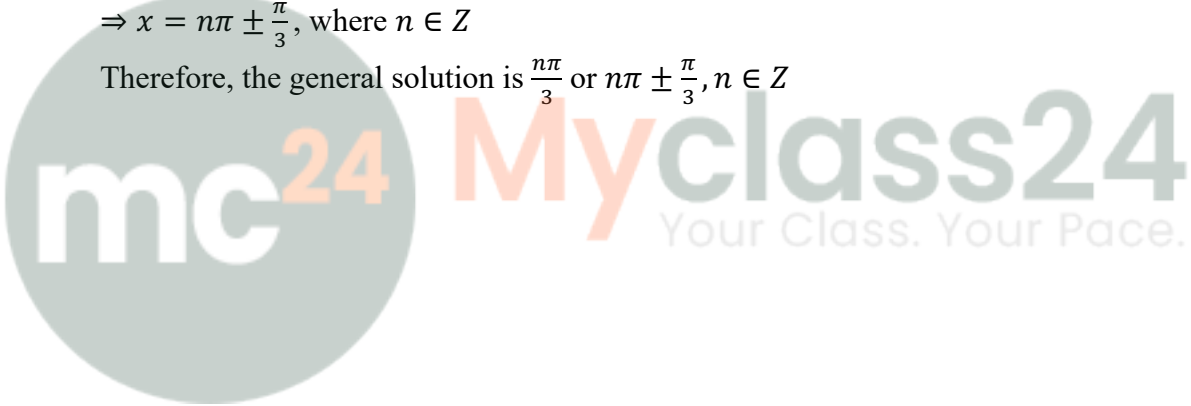 ⇒ 𝑥 = 𝑛𝜋 ± 𝜋/3, where 𝑛 ∈ 𝑍
Therefore, the general solution is 𝑛𝜋/3 or 𝑛𝜋 ± 𝜋/3, 𝑛 ∈ 𝑍
mc24
Myclass24
Your Class. Your Pace.